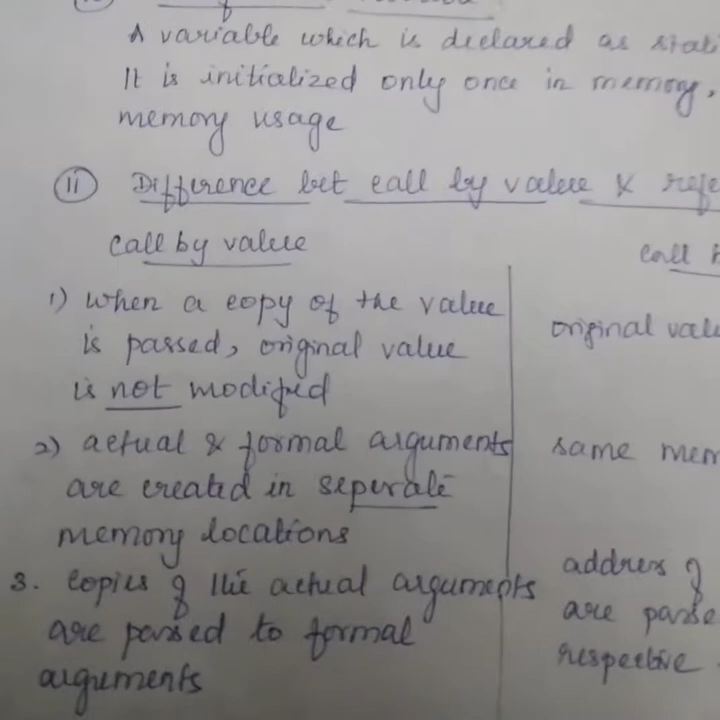 A variable which is declared as stati
It is initialized only once in memory,
memory usage
(ii) Difference bet call by value & refe
call by value
call
1) when a copy of the value
is passed, original value
is not modified
original valu
2) actual & formal arguments
are created in seperate
memory locations
same mem
3. copies of the actual arguments
are passed to formal
arguments
address of
are passe
respective